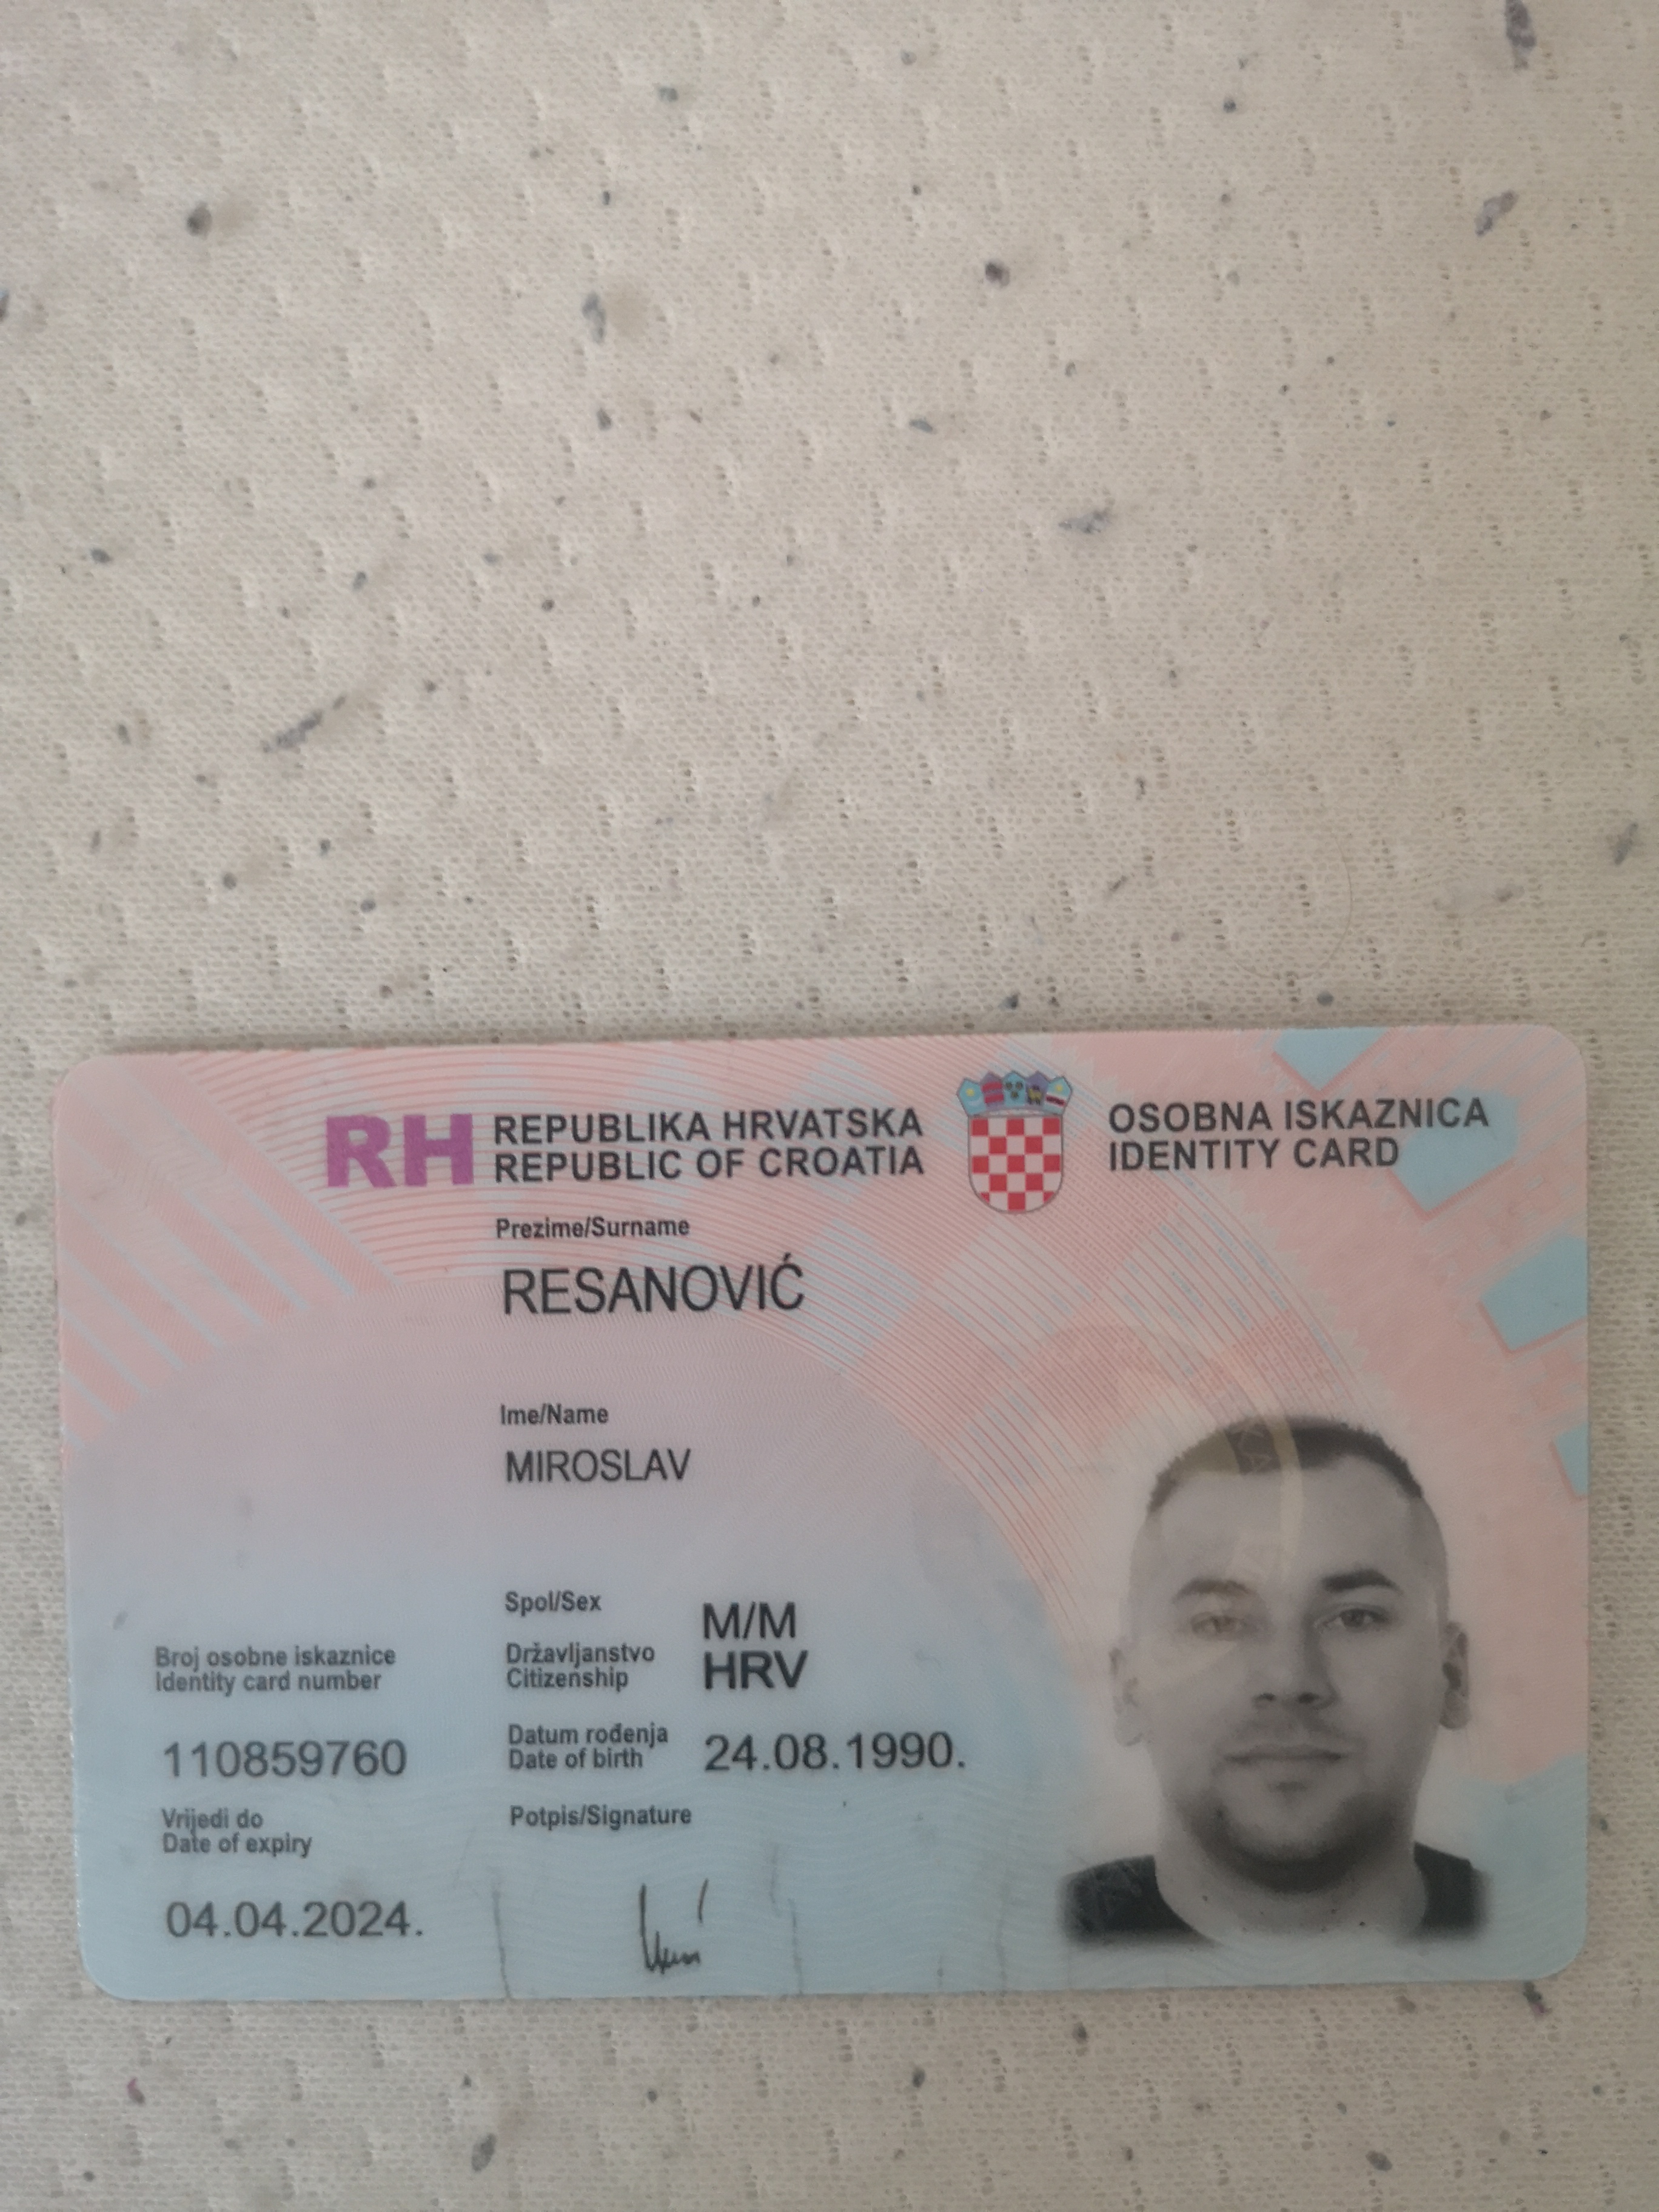 RH REPUBLIKA HRVATSKA
REPUBLIC OF CROATIA
OSOBNA ISKAZNICA
IDENTITY CARD
Prezime/Surname
RESANOVIĆ
Ime/Name
MIROSLAV
Spol/Sex
M/M
Državljanstvo
Citizenship
HRV
Broj osobne iskaznice
Identity card number
110859760
Datum rođenja
Date of birth
24.08.1990.
Vrijedi do
Date of expiry
04.04.2024.
Potpis/Signature